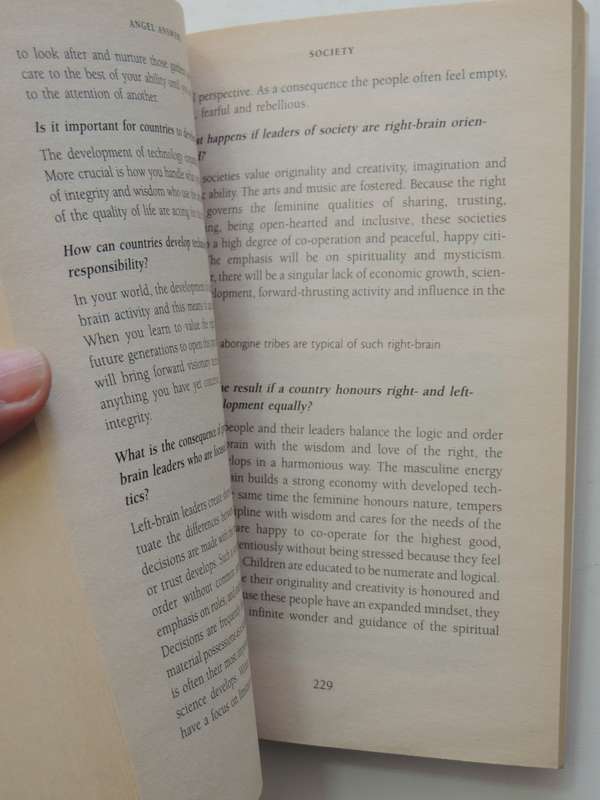 ANGEL ANSWERS
to look after and nurture those
care to the best of your ability until
to the attention of another.
Is it important for countries to
The development of technology
More crucial is how you handle
of integrity and wisdom who use
of the quality of life are acting
How can countries develop
responsibility?
In your world, the development
brain activity and this means
When you learn to value the
future generations to open this
will bring forward visionary
anything you have yet
integrity.
What is the consequence if
brain leaders who are
tics?
Left-brain leaders create
tuate the differences
decisions are made with
or trust develops. Such
order without common
emphasis on rules and
Decisions are frequently
material possessions
is often their most
science develops.
have a focus on
SOCIETY
perspective. As a consequence the people often feel empty,
fearful and rebellious.
happens if leaders of society are right-brain orien-
societies value originality and creativity, imagination and
ability. The arts and music are fostered. Because the right
governs the feminine qualities of sharing, trusting,
being open-hearted and inclusive, these societies
a high degree of co-operation and peaceful, happy citi-
he emphasis will be on spirituality and mysticism.
there will be a singular lack of economic growth, scien-
lopment, forward-thrusting activity and influence in the
aborigine tribes are typical of such right-brain
e result if a country honours right- and left-
lopment equally?
people and their leaders balance the logic and order
brain with the wisdom and love of the right, the
elops in a harmonious way. The masculine energy
ain builds a strong economy with developed tech-
same time the feminine honours nature, tempers
pline with wisdom and cares for the needs of the
are happy to co-operate for the highest good,
entiously without being stressed because they feel
Children are educated to be numerate and logical.
e their originality and creativity is honoured and
use these people have an expanded mindset, they
infinite wonder and guidance of the spiritual
229